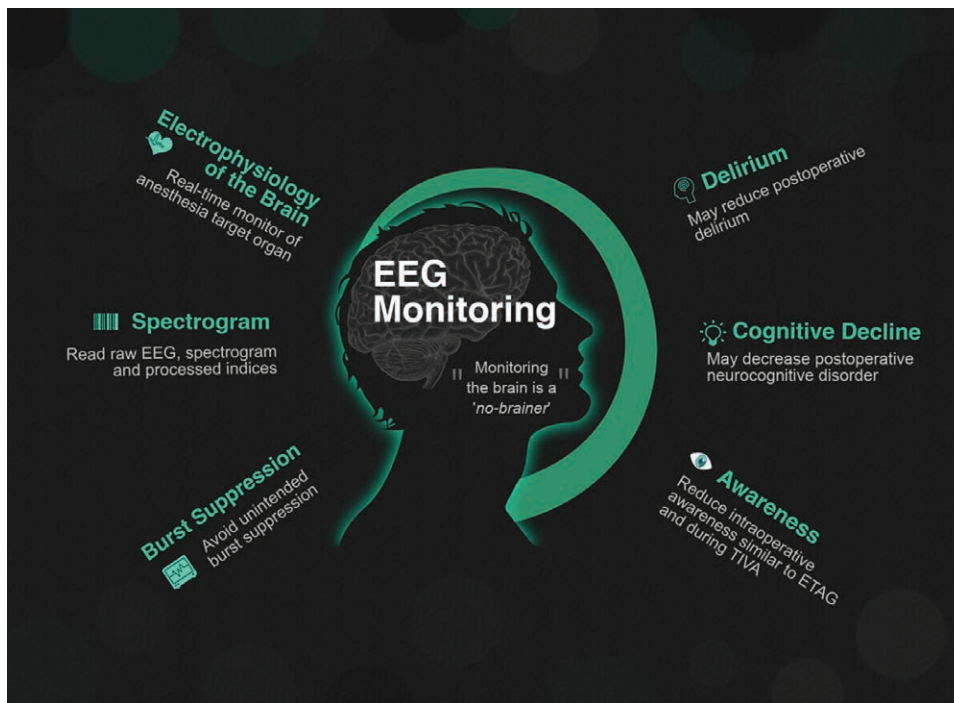 Electrophysiology
of the Brain
Real-time monitor of
anesthesia target organ
Spectrogram
Read raw EEG, spectrogram
and processed indices
Burst Suppression
Avoid unintended
burst suppression
EEG
Monitoring
" Monitoring "
the brain is a
'no-brainer'
Delirium
May reduce postoperative
delirium
Cognitive Decline
May decrease postoperative
neurocognitive disorder
Awareness
Reduce intraoperative
awareness similar to ETAG
and during TIVA